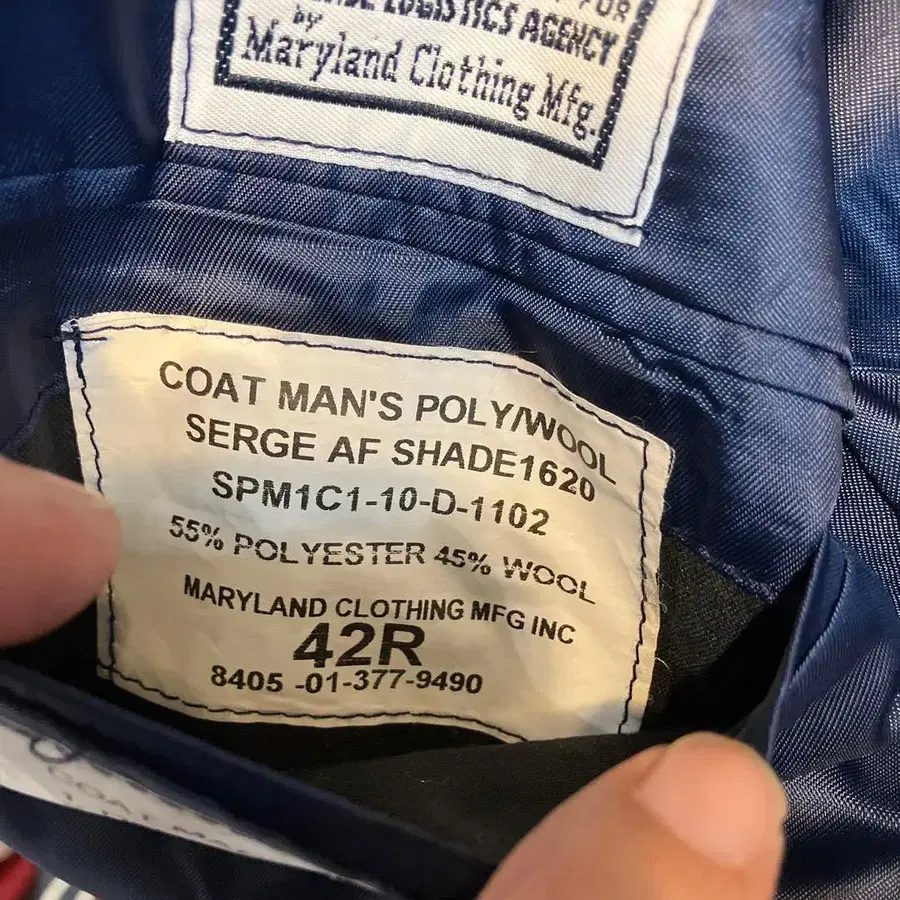 LOGISTICS AGENCY
by
Maryland Clothing Mfg.
COAT MAN'S POLY/WOOL
SERGE AF SHADE1620
SPM1C1-10-D-1102
55% POLYESTER 45% WOOL
MARYLAND CLOTHING MFG INC
42R
8405 -01-377-9490